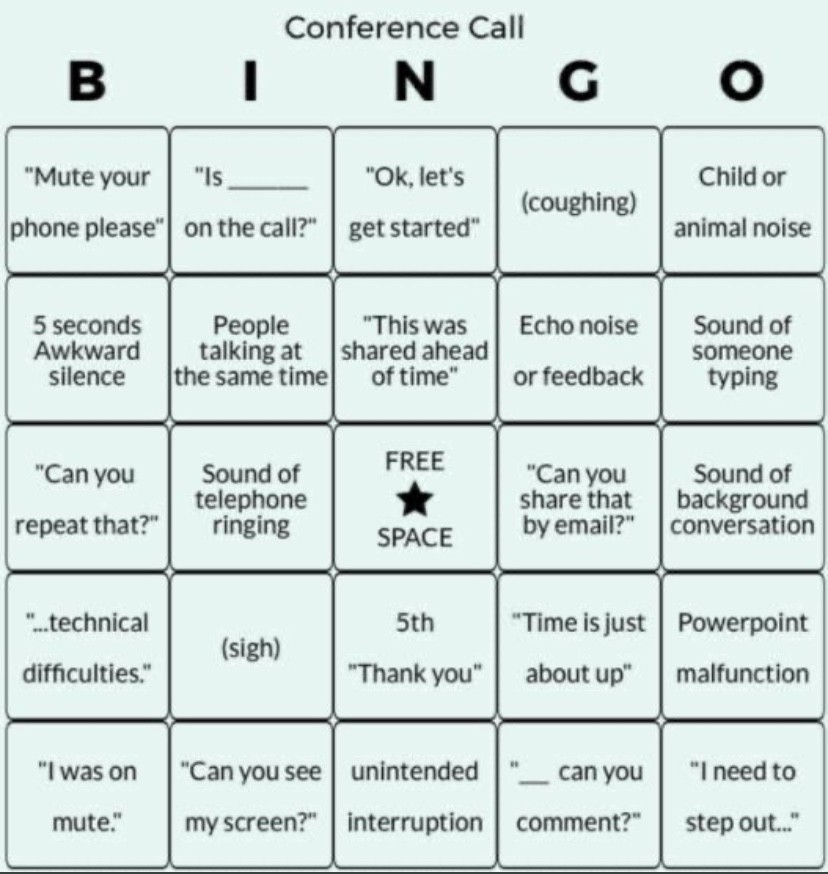 Conference Call
B I N G O
"Mute your
phone please"
"Is ______
on the call?"
"Ok, let's
get started"
(coughing)
Child or
animal noise
5 seconds
Awkward
silence
People
talking at
the same time
"This was
shared ahead
of time"
Echo noise
or feedback
Sound of
someone
typing
"Can you
repeat that?"
Sound of
telephone
ringing
FREE
SPACE
"Can you
share that
by email?"
Sound of
background
conversation
"...technical
difficulties."
(sigh)
5th
"Thank you"
"Time is just
about up"
Powerpoint
malfunction
"I was on
mute."
"Can you see
my screen?"
unintended
interruption
"__ can you
comment?"
"I need to
step out..."